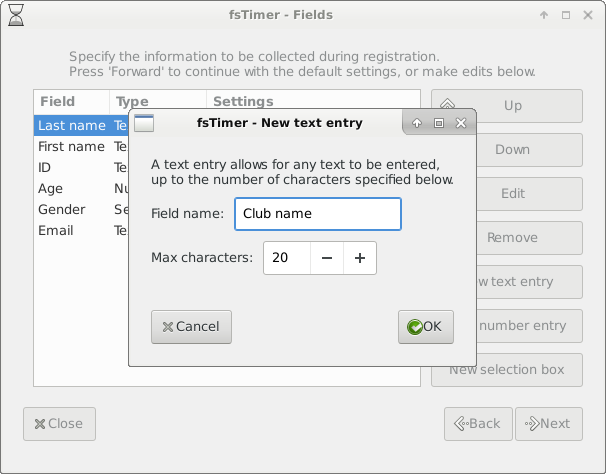 fsTimer - Fields
Specify the information to be collected during registration.
Press 'Forward' to continue with the default settings, or make edits below.
Field Type Settings
Last name Te
First name Te
ID Te
Age Nu
Gender Se
Email Te
Up
Down
Edit
Remove
w text entry
number entry
New selection box
fsTimer - New text entry
A text entry allows for any text to be entered,
up to the number of characters specified below.
Field name: Club name
Max characters: 20 − +
Cancel OK
Close Back Next